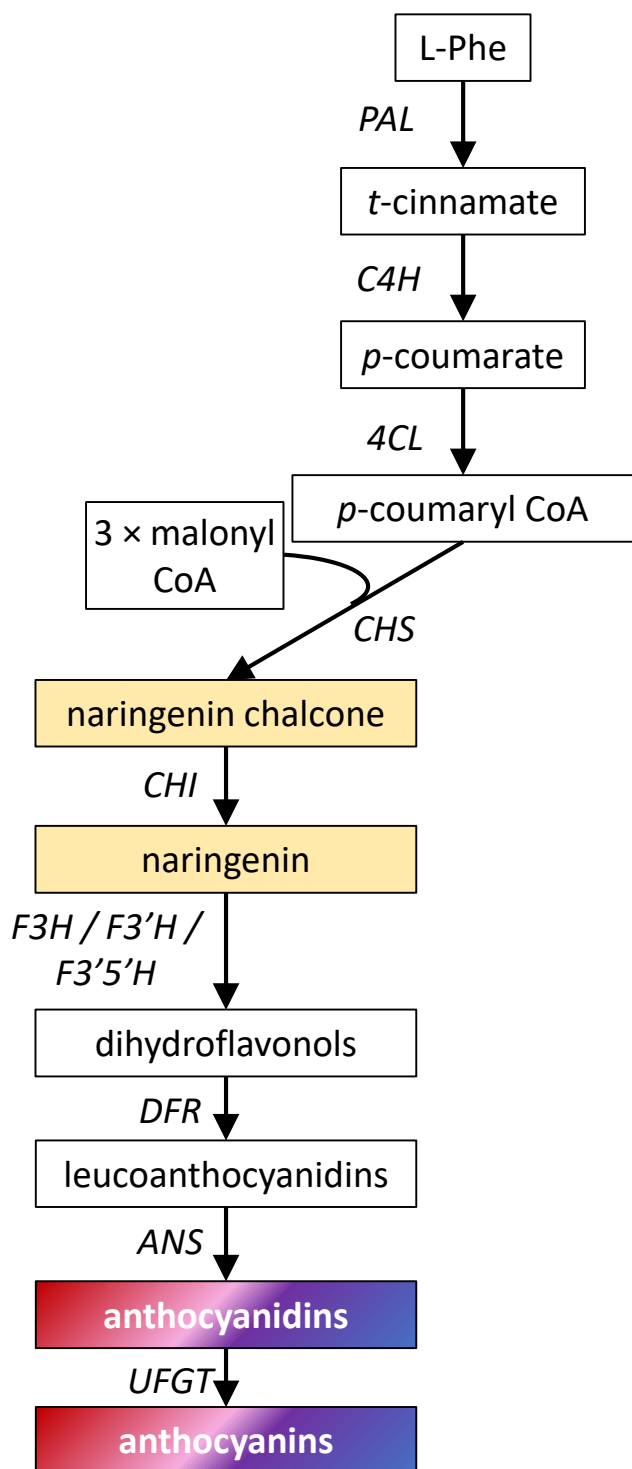 L-Phe
PAL
t-cinnamate
C4H
p-coumarate
4CL
p-coumaryl CoA
3 × malonyl
CoA
CHS
naringenin chalcone
CHI
naringenin
F3H / F3’H /
F3’5’H
dihydroflavonols
DFR
leucoanthocyanidins
ANS
anthocyanidins
UFGT
anthocyanins